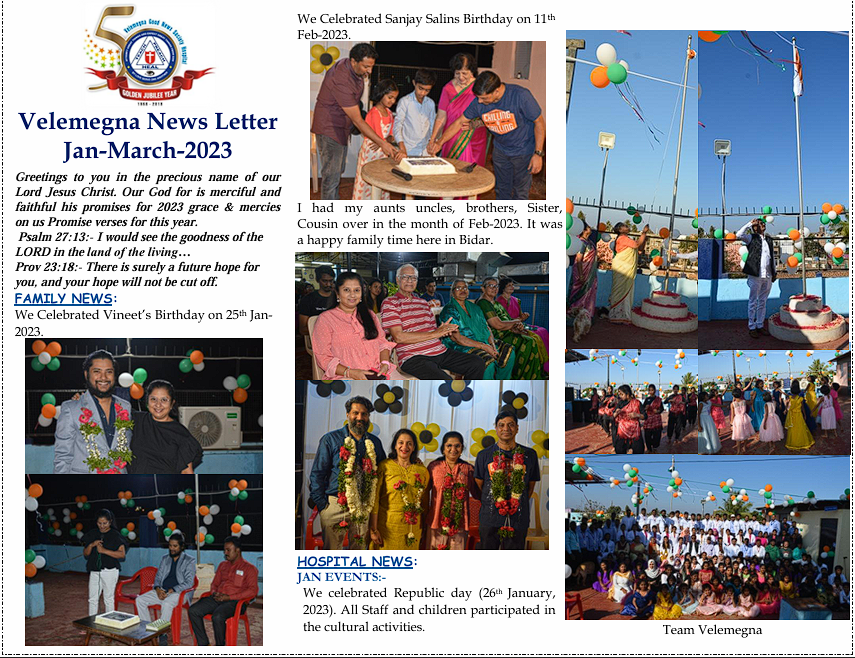 Velemegna Good News Society Hospital
HEAL
GOLDEN JUBILEE YEAR
1968 - 2018
Velemegna News Letter
Jan-March-2023
Greetings to you in the precious name of our
Lord Jesus Christ. Our God for is merciful and
faithful his promises for 2023 grace & mercies
on us Promise verses for this year.
Psalm 27:13:- I would see the goodness of the
LORD in the land of the living…
Prov 23:18:- There is surely a future hope for
you, and your hope will not be cut off.
FAMILY NEWS:
We Celebrated Vineet's Birthday on 25th Jan-
2023.
We Celebrated Sanjay Salins Birthday on 11th
Feb-2023.
I had my aunts uncles, brothers, Sister,
Cousin over in the month of Feb-2023. It was
a happy family time here in Bidar.
HOSPITAL NEWS:
JAN EVENTS:-
We celebrated Republic day (26th January,
2023). All Staff and children participated in
the cultural activities.
Team Velemegna